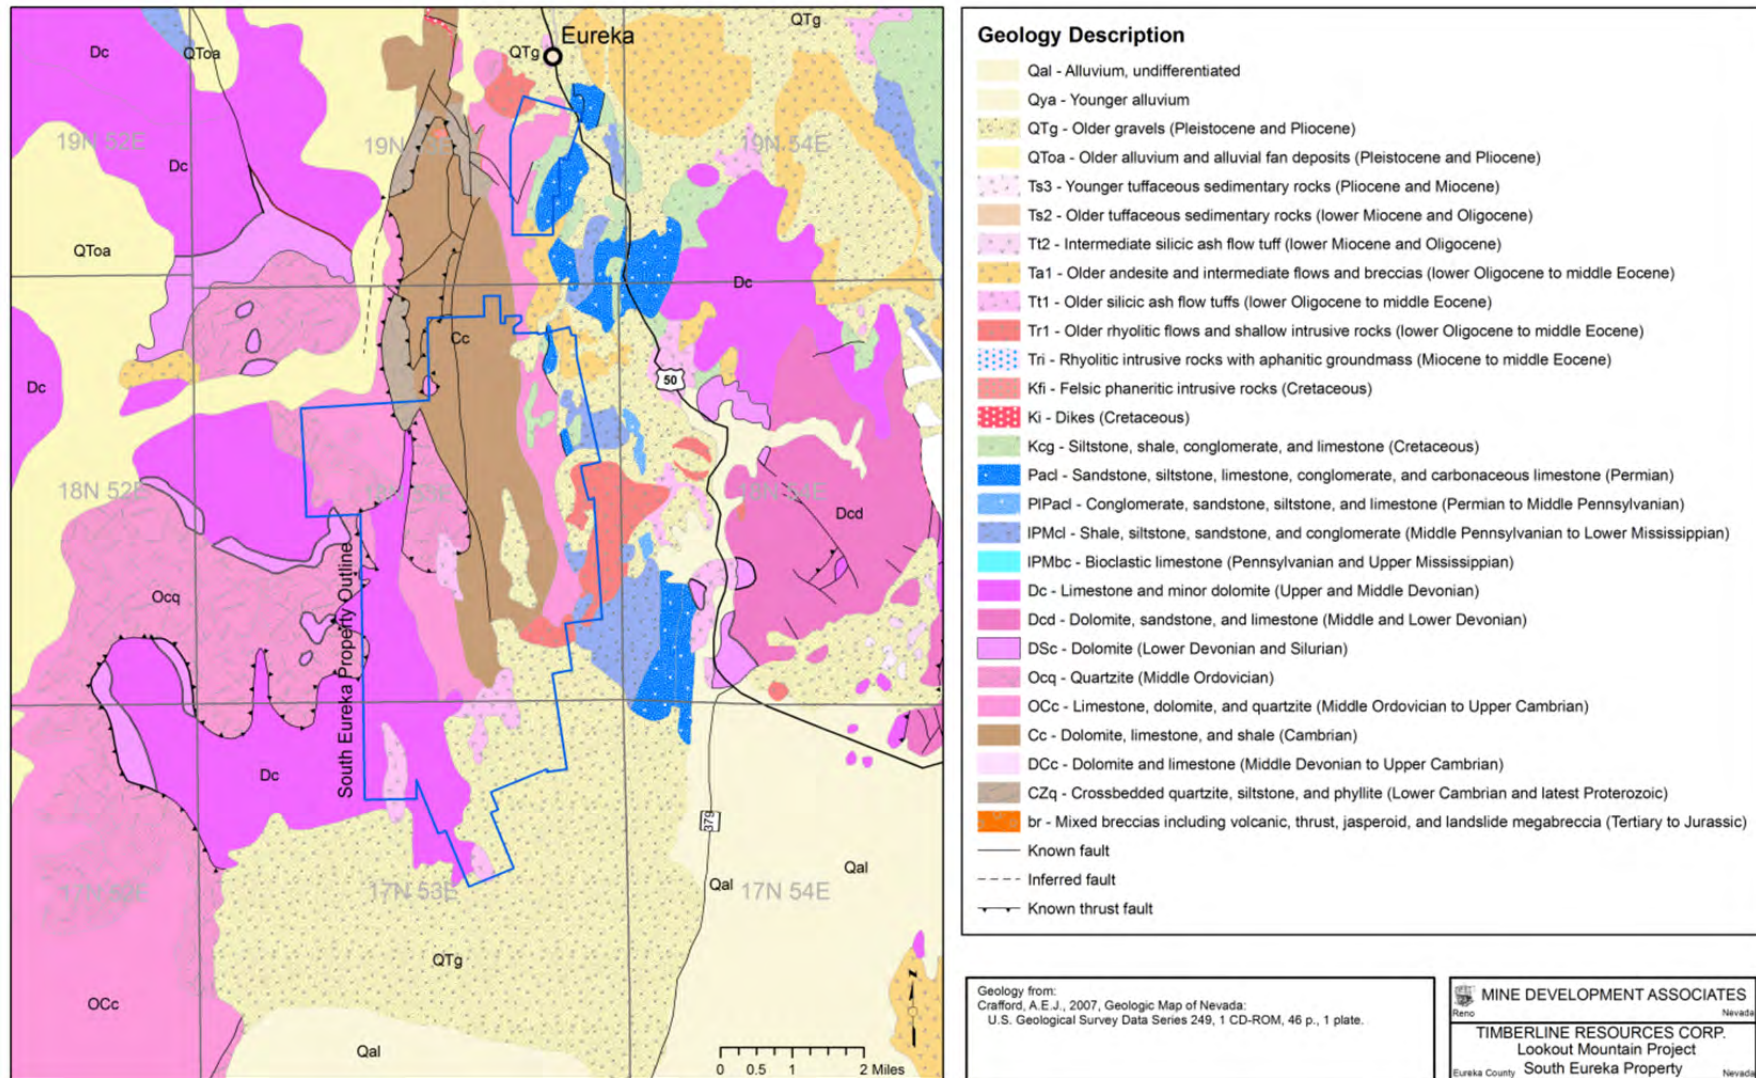 Dc
QToa
Eureka
QTg
QTg
19N 52E
19N
19N 54E
Dc
QToa
Dc
Cc
50
Dc
18N 52E
18N 53E
18N 54E
Dcd
Ocq
South Eureka Property Outline
Dc
379
Qal
Qal
17N 52E
17N 53E
17N 54E
QTg
OCc
Qal
N
0 0.5 1 2 Miles
Geology Description
Qal - Alluvium, undifferentiated
Qya - Younger alluvium
QTg - Older gravels (Pleistocene and Pliocene)
QToa - Older alluvium and alluvial fan deposits (Pleistocene and Pliocene)
Ts3 - Younger tuffaceous sedimentary rocks (Pliocene and Miocene)
Ts2 - Older tuffaceous sedimentary rocks (lower Miocene and Oligocene)
Tt2 - Intermediate silicic ash flow tuff (lower Miocene and Oligocene)
Ta1 - Older andesite and intermediate flows and breccias (lower Oligocene to middle Eocene)
Tt1 - Older silicic ash flow tuffs (lower Oligocene to middle Eocene)
Tr1 - Older rhyolitic flows and shallow intrusive rocks (lower Oligocene to middle Eocene)
Tri - Rhyolitic intrusive rocks with aphanitic groundmass (Miocene to middle Eocene)
Kfi - Felsic phaneritic intrusive rocks (Cretaceous)
Ki - Dikes (Cretaceous)
Kcg - Siltstone, shale, conglomerate, and limestone (Cretaceous)
Pacl - Sandstone, siltstone, limestone, conglomerate, and carbonaceous limestone (Permian)
PIPacl - Conglomerate, sandstone, siltstone, and limestone (Permian to Middle Pennsylvanian)
IPMcl - Shale, siltstone, sandstone, and conglomerate (Middle Pennsylvanian to Lower Mississippian)
IPMbc - Bioclastic limestone (Pennsylvanian and Upper Mississippian)
Dc - Limestone and minor dolomite (Upper and Middle Devonian)
Dcd - Dolomite, sandstone, and limestone (Middle and Lower Devonian)
DSc - Dolomite (Lower Devonian and Silurian)
Ocq - Quartzite (Middle Ordovician)
OCc - Limestone, dolomite, and quartzite (Middle Ordovician to Upper Cambrian)
Cc - Dolomite, limestone, and shale (Cambrian)
DCc - Dolomite and limestone (Middle Devonian to Upper Cambrian)
CZq - Crossbedded quartzite, siltstone, and phyllite (Lower Cambrian and latest Proterozoic)
br - Mixed breccias including volcanic, thrust, jasperoid, and landslide megabreccia (Tertiary to Jurassic)
Known fault
Inferred fault
Known thrust fault
Geology from:
Crafford, A.E.J., 2007, Geologic Map of Nevada:
U.S. Geological Survey Data Series 249, 1 CD-ROM, 46 p., 1 plate.
MINE DEVELOPMENT ASSOCIATES
Reno Nevada
TIMBERLINE RESOURCES CORP.
Lookout Mountain Project
South Eureka Property
Eureka County Nevada